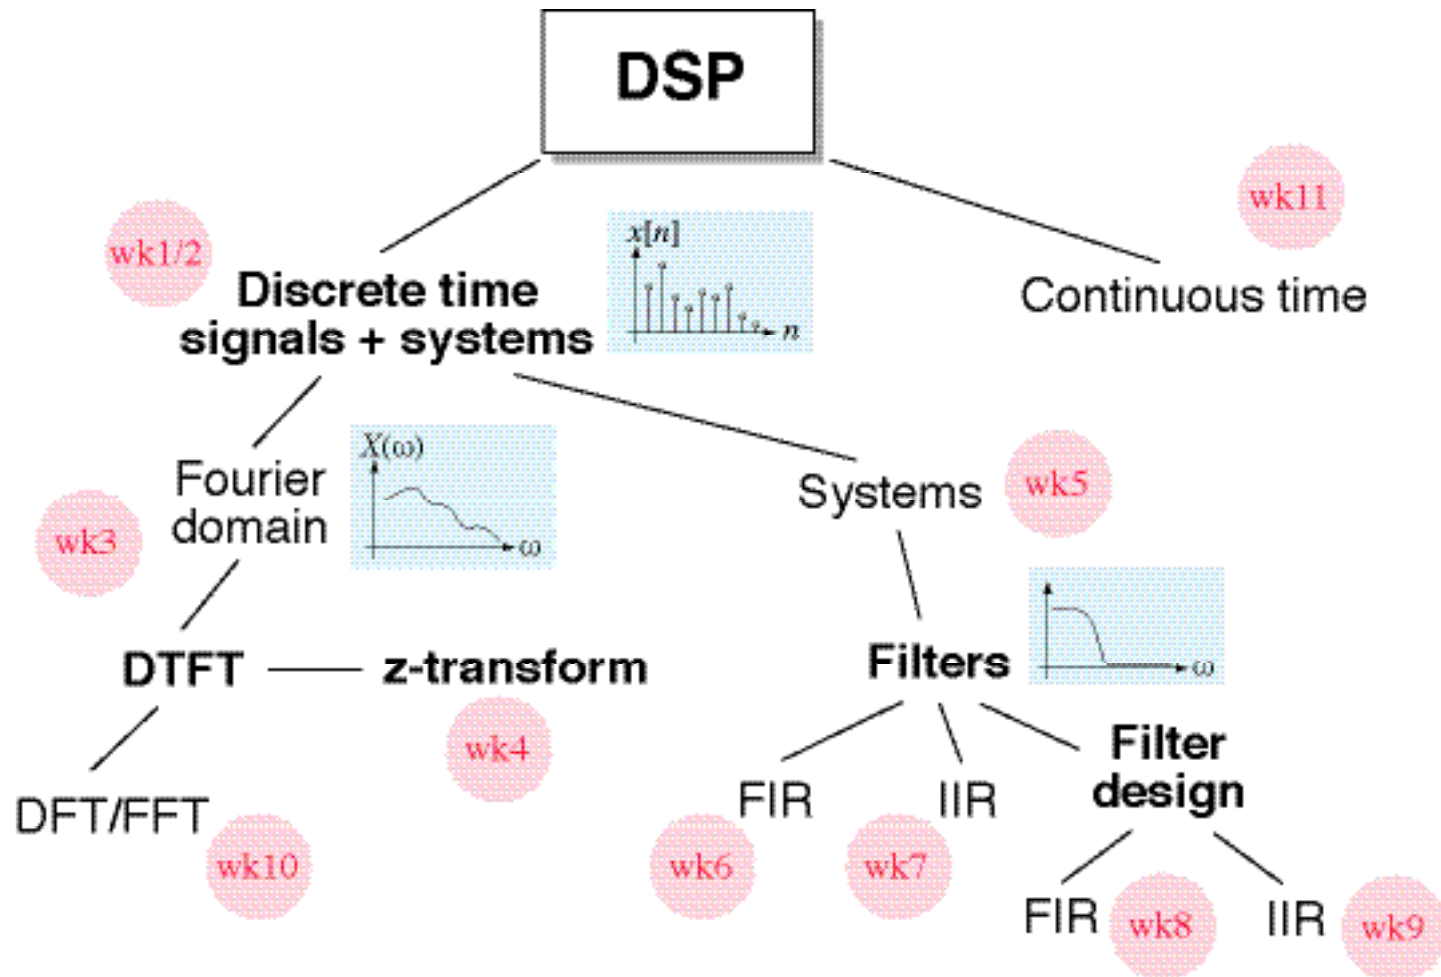 DSP
wk11
wk1/2
x[n]
n
Discrete time
signals + systems
Continuous time
X(ω)
ω
Fourier
domain
wk3
Systems
wk5
DTFT
z-transform
wk4
Filters
ω
DFT/FFT
wk10
FIR
wk6
IIR
wk7
Filter
design
FIR
wk8
IIR
wk9